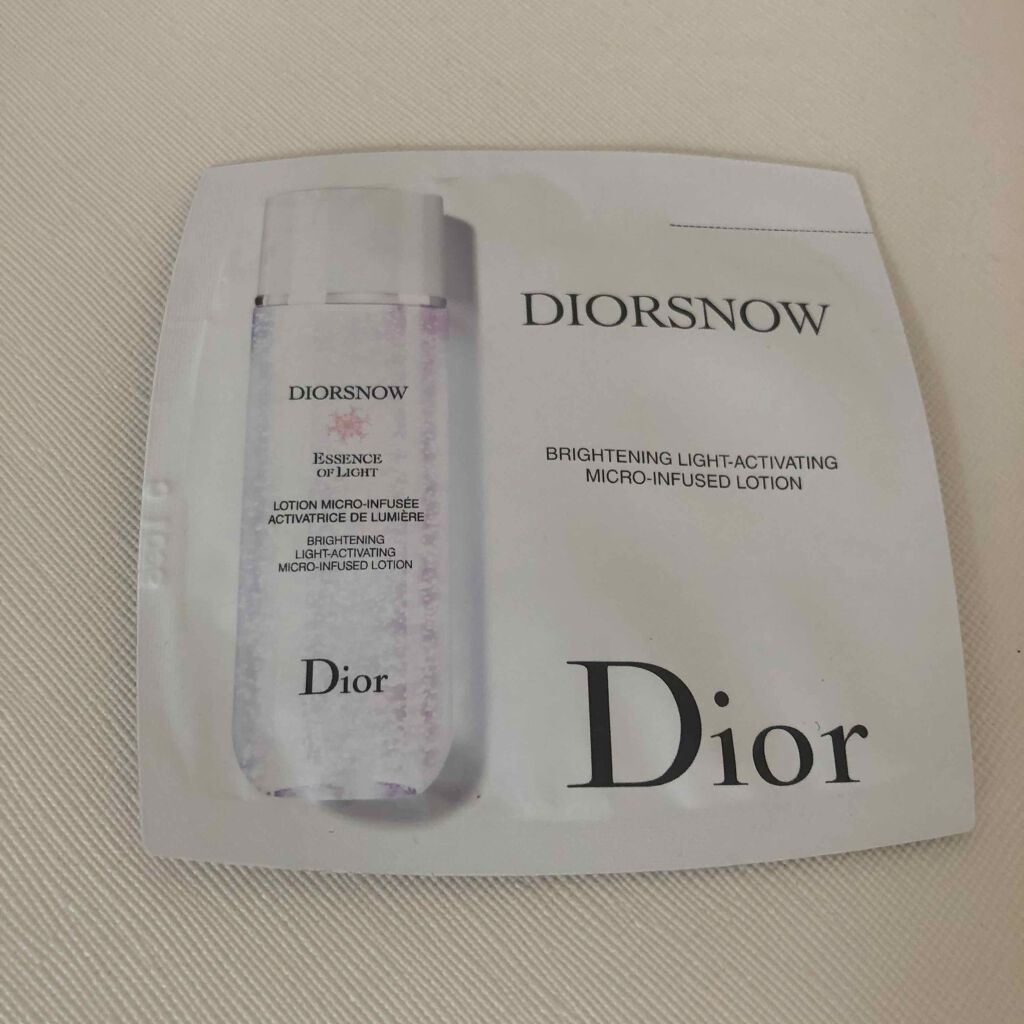 DIORSNOW
ESSENCE
OF LIGHT
LOTION MICRO-INFUSÉE
ACTIVATRICE DE LUMIÈRE
BRIGHTENING
LIGHT-ACTIVATING
MICRO-INFUSED LOTION
Dior
DIORSNOW
BRIGHTENING LIGHT-ACTIVATING
MICRO-INFUSED LOTION
Dior